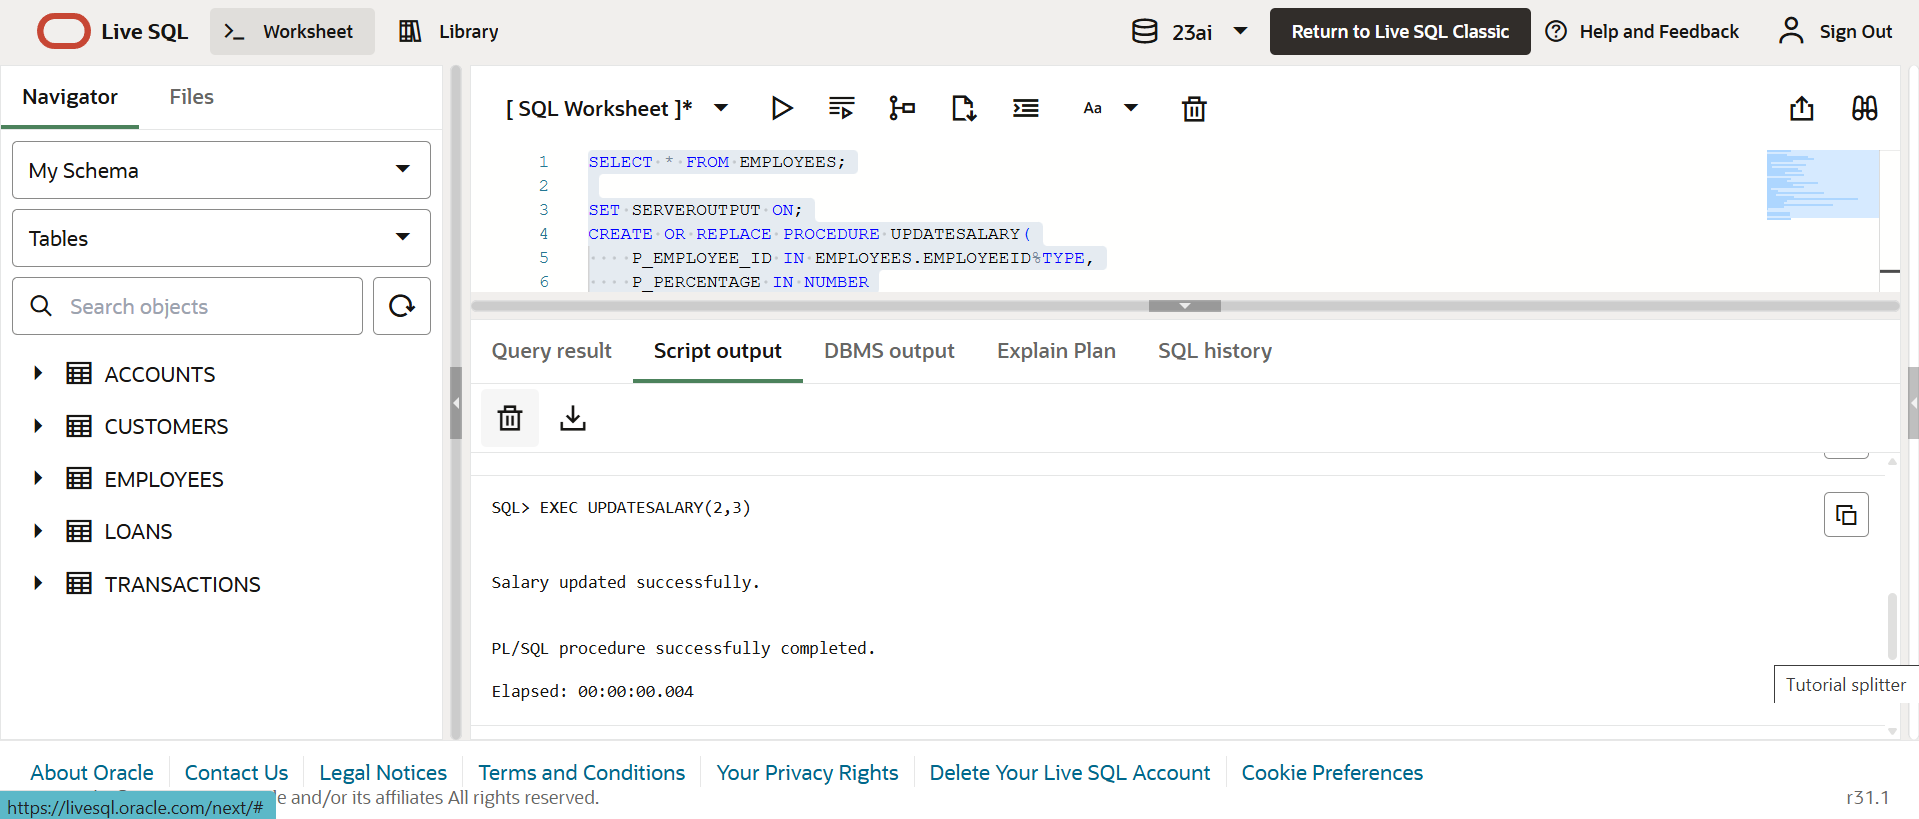 Live SQL
Worksheet
Library
23ai
Return to Live SQL Classic
Help and Feedback
Sign Out
Navigator
Files
My Schema
Tables
Search objects
ACCOUNTS
CUSTOMERS
EMPLOYEES
LOANS
TRANSACTIONS
[ SQL Worksheet ]*
Aa
1 SELECT * FROM EMPLOYEES;
2
3 SET SERVEROUTPUT ON;
4 CREATE OR REPLACE PROCEDURE UPDATESALARY(
5 P_EMPLOYEE_ID IN EMPLOYEES.EMPLOYEEID%TYPE,
6 P_PERCENTAGE IN NUMBER
Query result
Script output
DBMS output
Explain Plan
SQL history
SQL> EXEC UPDATESALARY(2,3)
Salary updated successfully.
PL/SQL procedure successfully completed.
Elapsed: 00:00:00.004
Tutorial splitter
About Oracle
Contact Us
Legal Notices
Terms and Conditions
Your Privacy Rights
Delete Your Live SQL Account
Cookie Preferences
and/or its affiliates All rights reserved.
https://livesql.oracle.com/next/#
r31.1